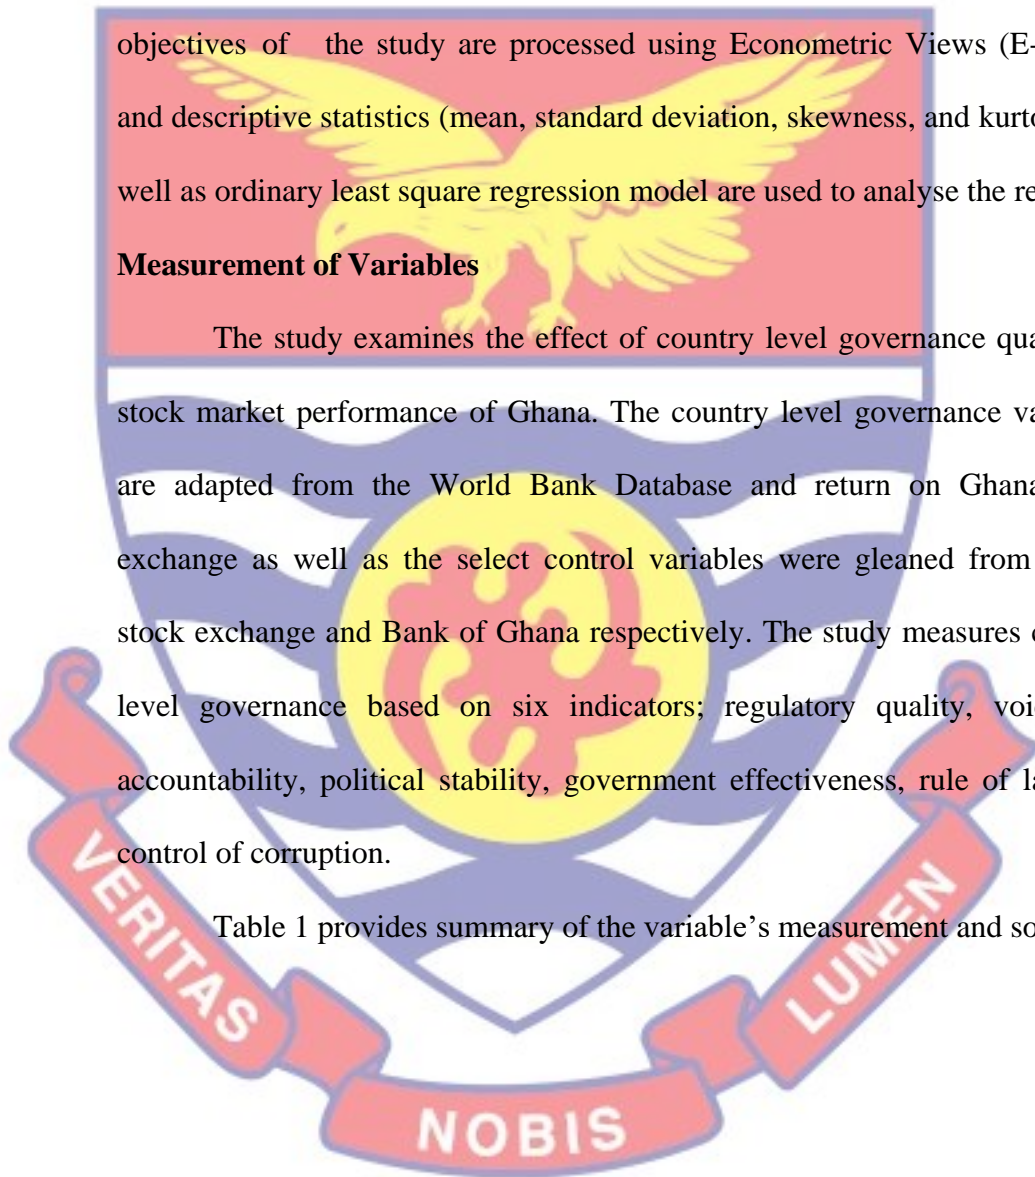 objectives of the study are processed using Econometric Views (E-
and descriptive statistics (mean, standard deviation, skewness, and kurto
well as ordinary least square regression model are used to analyse the re
Measurement of Variables
The study examines the effect of country level governance qua
stock market performance of Ghana. The country level governance va
are adapted from the World Bank Database and return on Ghana
exchange as well as the select control variables were gleaned from
stock exchange and Bank of Ghana respectively. The study measures
level governance based on six indicators; regulatory quality, voi
accountability, political stability, government effectiveness, rule of la
control of corruption.
Table 1 provides summary of the variable’s measurement and so
VERITAS
NOBIS
LUMEN